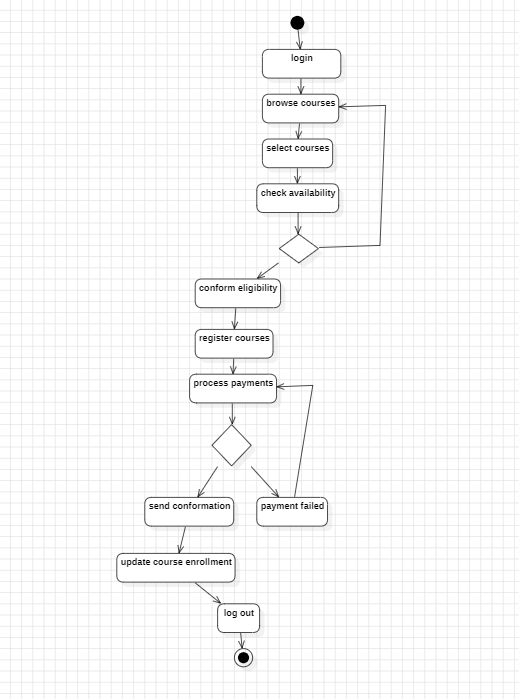 login
browse courses
select courses
check availability
conform eligibility
register courses
process payments
send conformation
payment failed
update course enrollment
log out